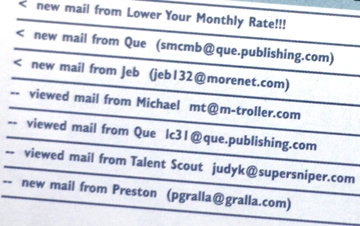 < new mail from Lower Your Monthly Rate!!!
< new mail from Que (smcmb@que.publishing.com)
< new mail from Jeb (jeb132@morenet.com)
-- viewed mail from Michael mt@m-troller.com
-- viewed mail from Que lc31@que.publishing.com
-- viewed mail from Talent Scout judyk@supersniper.com
-- new mail from Preston (pgralla@gralla.com)